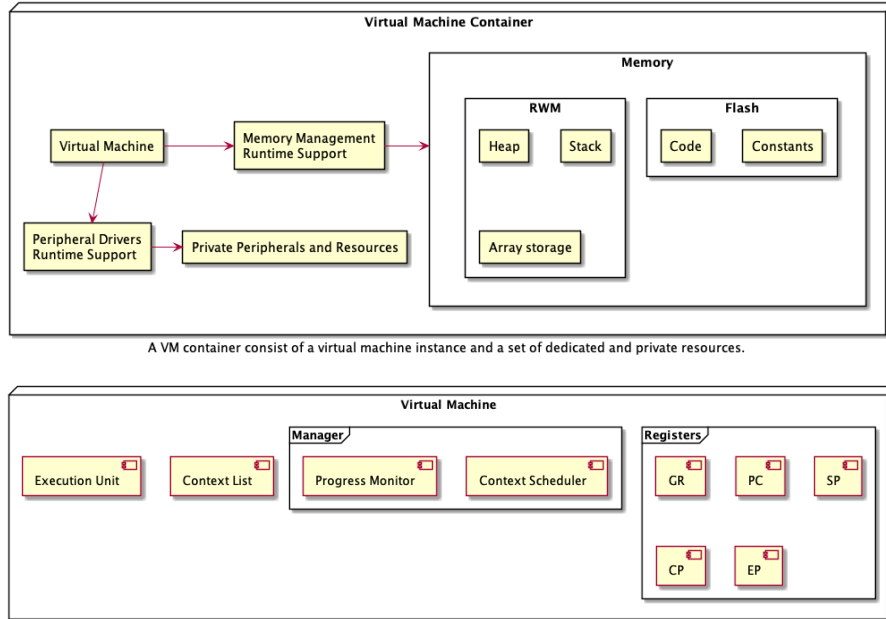 Virtual Machine Container
Memory
RWM
Flash
Virtual Machine
Memory Management
Runtime Support
Heap
Stack
Code
Constants
Peripheral Drivers
Runtime Support
Private Peripherals and Resources
Array storage
A VM container consist of a virtual machine instance and a set of dedicated and private resources.
Virtual Machine
Manager
Registers
Execution Unit
Context List
Progress Monitor
Context Scheduler
GR
PC
SP
CP
EP